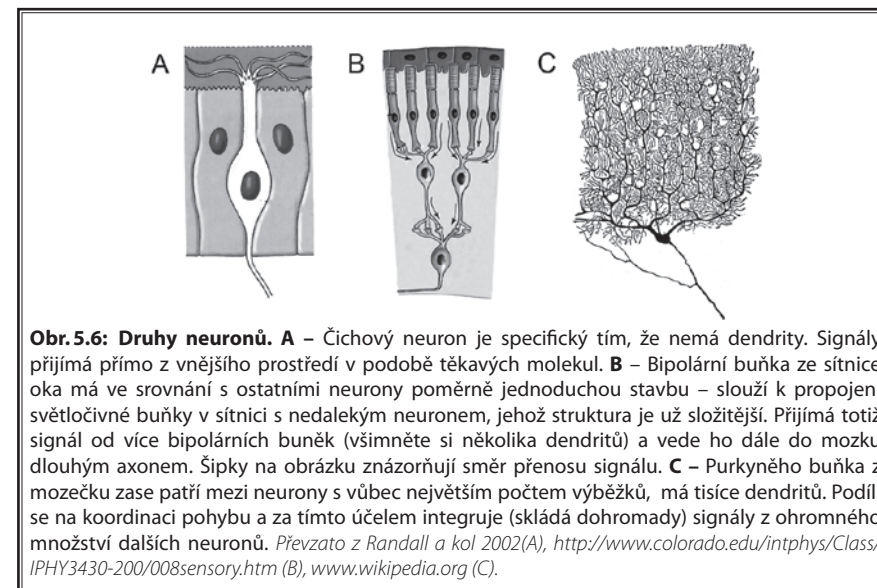 A
B
C
Obr. 5.6: Druhy neuronů. A – Čichový neuron je specifický tím, že nemá dendrity. Signály
přijímá přímo z vnějšího prostředí v podobě těkavých molekul. B – Bipolární buňka ze sítnice
oka má ve srovnání s ostatními neurony poměrně jednoduchou stavbu – slouží k propojen
světločivné buňky v sítnici s nedalekým neuronem, jehož struktura je už složitější. Přijímá totiž
signál od více bipolárních buněk (všimněte si několika dendritů) a vede ho dále do mozku
dlouhým axonem. Šipky na obrázku znázorňují směr přenosu signálu. C – Purkyněho buňka z
mozečku zase patří mezi neurony s vůbec největším počtem výběžků, má tisíce dendritů. Podíl
se na koordinaci pohybu a za tímto účelem integruje (skládá dohromady) signály z ohromného
množství dalších neuronů. Převzato z Randall a kol 2002(A), http://www.colorado.edu/intphys/Class/
IPHY3430-200/008sensory.htm (B), www.wikipedia.org (C).